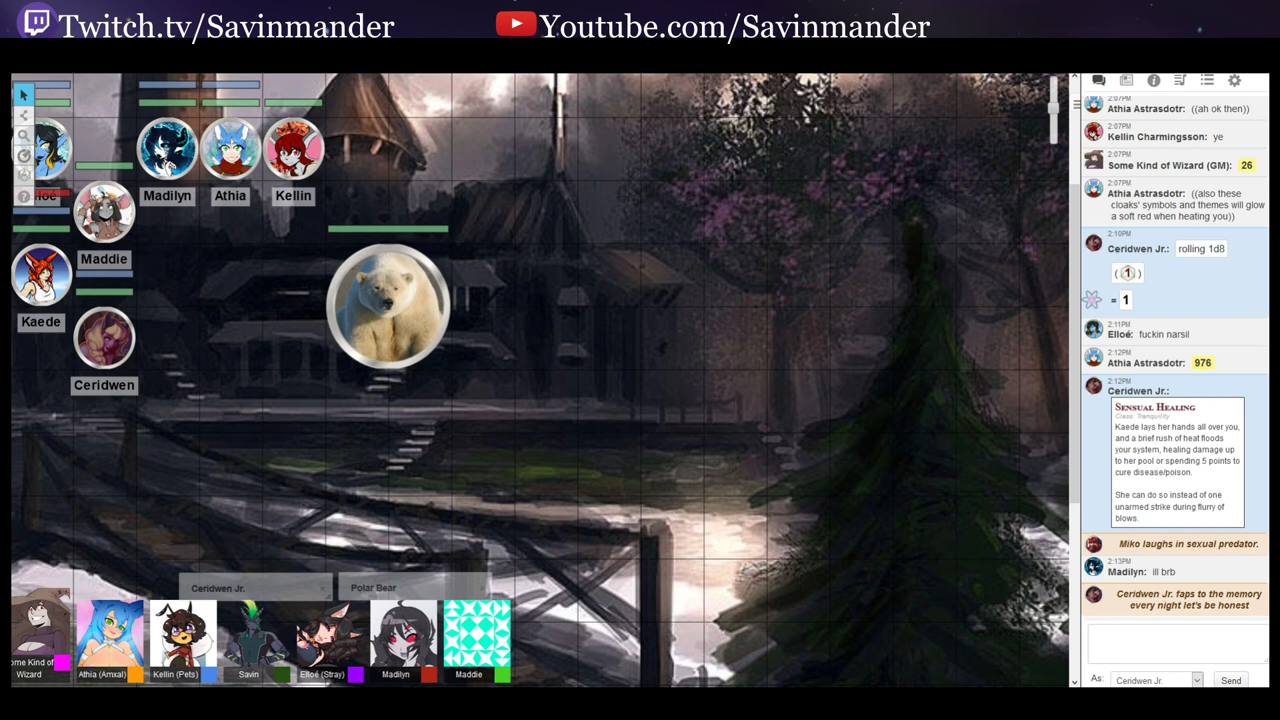 Twitch.tv/Savinmander
Youtube.com/Savinmander
Madilyn
Athia
Kellin
Maddie
Kaede
Ceridwen
Ceridwen Jr.
Polar Bear
ome Kind of
Wizard
Athia (Amxal)
Kellin (Pets)
Savin
Elloé (Stray)
Madilyn
Maddie
2:07PM
Athia Astrasdotr: ((ah ok then))
2:07PM
Kellin Charmingsson: ye
2:07PM
Some Kind of Wizard (GM): 26
2:07PM
Athia Astrasdotr: ((also these
cloaks' symbols and themes will glow
a soft red when heating you))
2:10PM
Ceridwen Jr.: rolling 1d8
(1)
= 1
2:11PM
Elloé: fuckin narsil
2:12PM
Athia Astrasdotr: 976
2:12PM
Ceridwen Jr.:
Sensual Healing
Class: Tranquility
Kaede lays her hands all over you,
and a brief rush of heat floods
your system, healing damage up
to her pool or spending 5 points to
cure disease/poison.
She can do so instead of one
unarmed strike during flurry of
blows.
Miko laughs in sexual predator.
2:13PM
Madilyn: ill brb
Ceridwen Jr. faps to the memory
every night let's be honest
As:
Ceridwen Jr.
Send